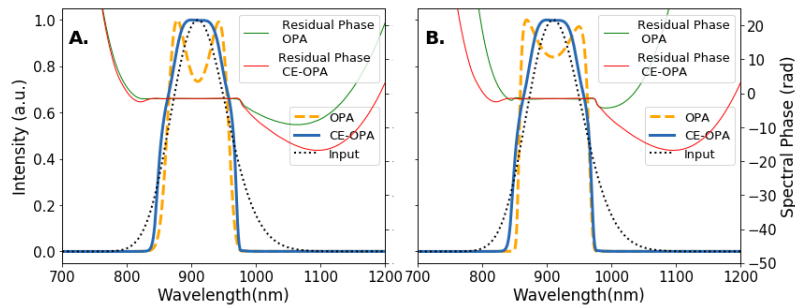 A.
Residual Phase
OPA
Residual Phase
CE-OPA
OPA
CE-OPA
Input
1.0
0.8
0.6
0.4
0.2
0.0
Intensity (a.u.)
700 800 900 1000 1100 1200
Wavelength(nm)
B.
Residual Phase
OPA
Residual Phase
CE-OPA
OPA
CE-OPA
Input
20
10
0
-10
-20
-30
-40
-50
Spectral Phase (rad)
700 800 900 1000 1100 1200
Wavelength(nm)